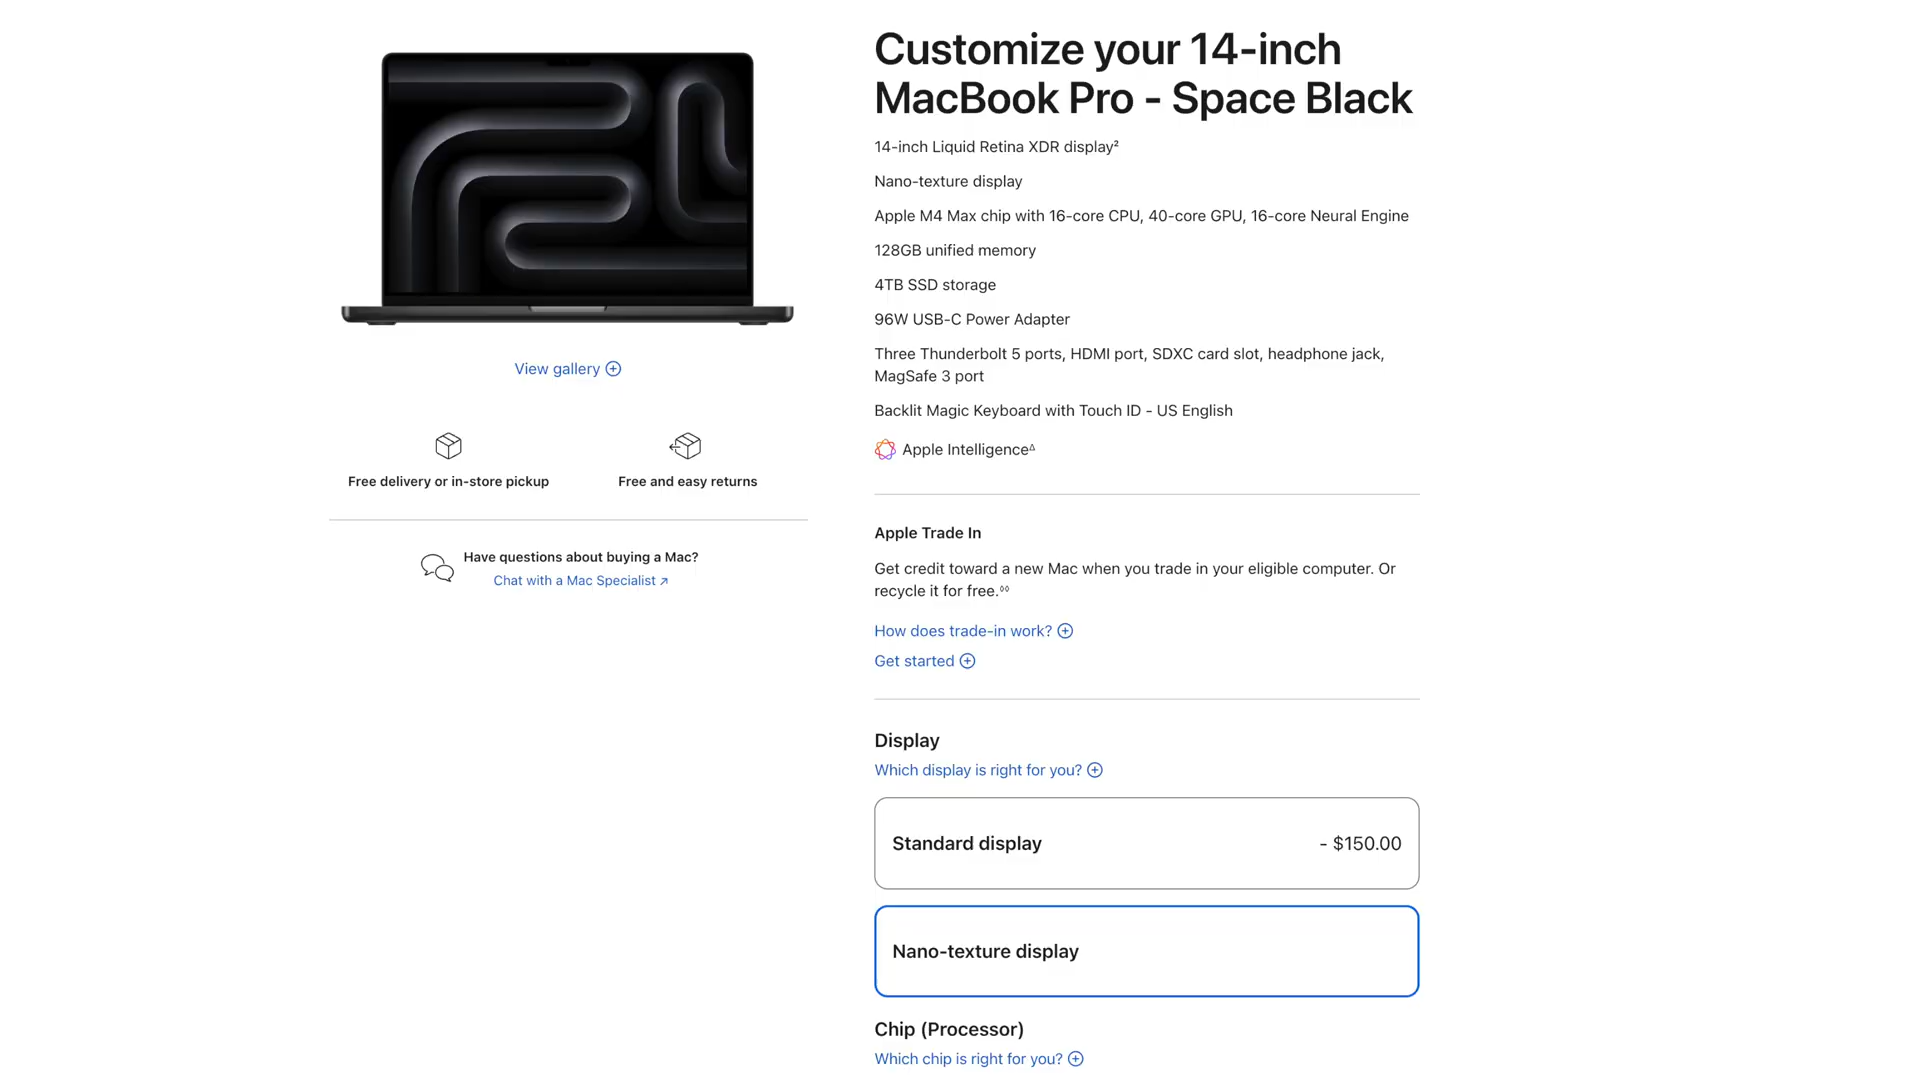 Customize your 14-inch
MacBook Pro - Space Black
14-inch Liquid Retina XDR display²
Nano-texture display
Apple M4 Max chip with 16-core CPU, 40-core GPU, 16-core Neural Engine
128GB unified memory
4TB SSD storage
96W USB-C Power Adapter
Three Thunderbolt 5 ports, HDMI port, SDXC card slot, headphone jack,
MagSafe 3 port
Backlit Magic Keyboard with Touch ID - US English
Apple Intelligence∆
View gallery
Free delivery or in-store pickup
Free and easy returns
Have questions about buying a Mac?
Chat with a Mac Specialist ↗
Apple Trade In
Get credit toward a new Mac when you trade in your eligible computer. Or
recycle it for free.◊◊
How does trade-in work?
Get started
Display
Which display is right for you?
Standard display - $150.00
Nano-texture display
Chip (Processor)
Which chip is right for you?